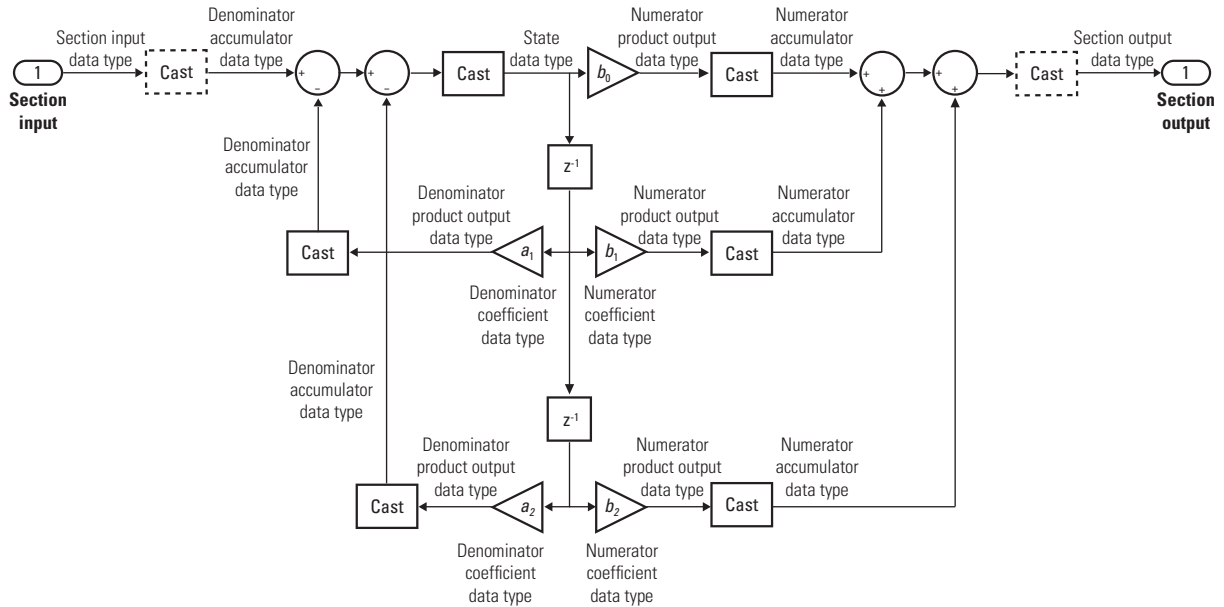 Section input
data type
1
Section
input
Cast
Denominator
accumulator
data type
+
−
+
−
Cast
State
data type
b0
Numerator
product output
data type
Cast
Numerator
accumulator
data type
+
+
+
+
Cast
Section output
data type
1
Section
output
z-1
Denominator
accumulator
data type
Cast
Denominator
product output
data type
a1
b1
Numerator
product output
data type
Cast
Numerator
accumulator
data type
Denominator
coefficient
data type
Numerator
coefficient
data type
Denominator
accumulator
data type
z-1
Cast
Denominator
product output
data type
a2
b2
Numerator
product output
data type
Cast
Numerator
accumulator
data type
Denominator
coefficient
data type
Numerator
coefficient
data type